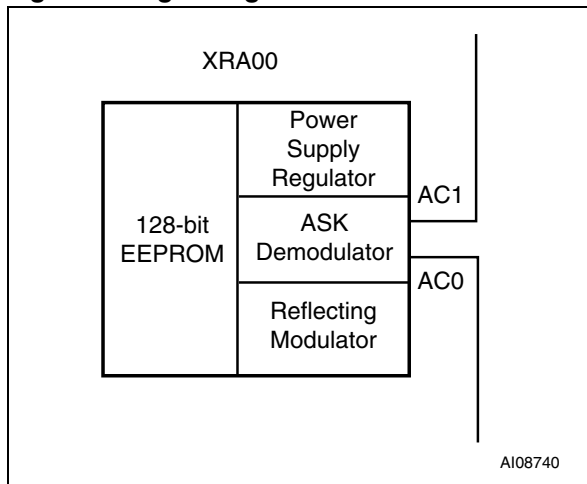 XRA00
Power
Supply
Regulator
AC1
128-bit
EEPROM
ASK
Demodulator
AC0
Reflecting
Modulator
AI08740